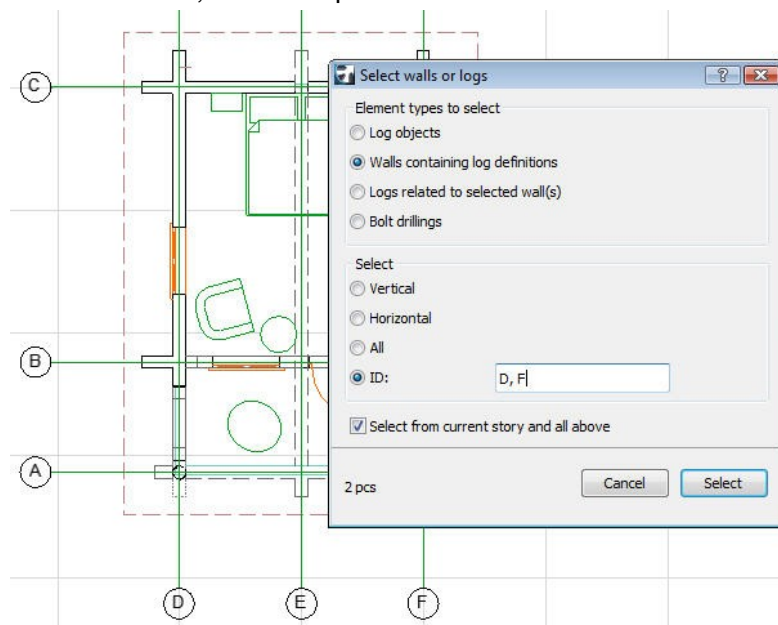 Select walls or logs
Element types to select
Log objects
Walls containing log definitions
Logs related to selected wall(s)
Bolt drillings
Select
Vertical
Horizontal
All
ID: D, F
Select from current story and all above
2 pcs Cancel Select
C
B
A
D E F